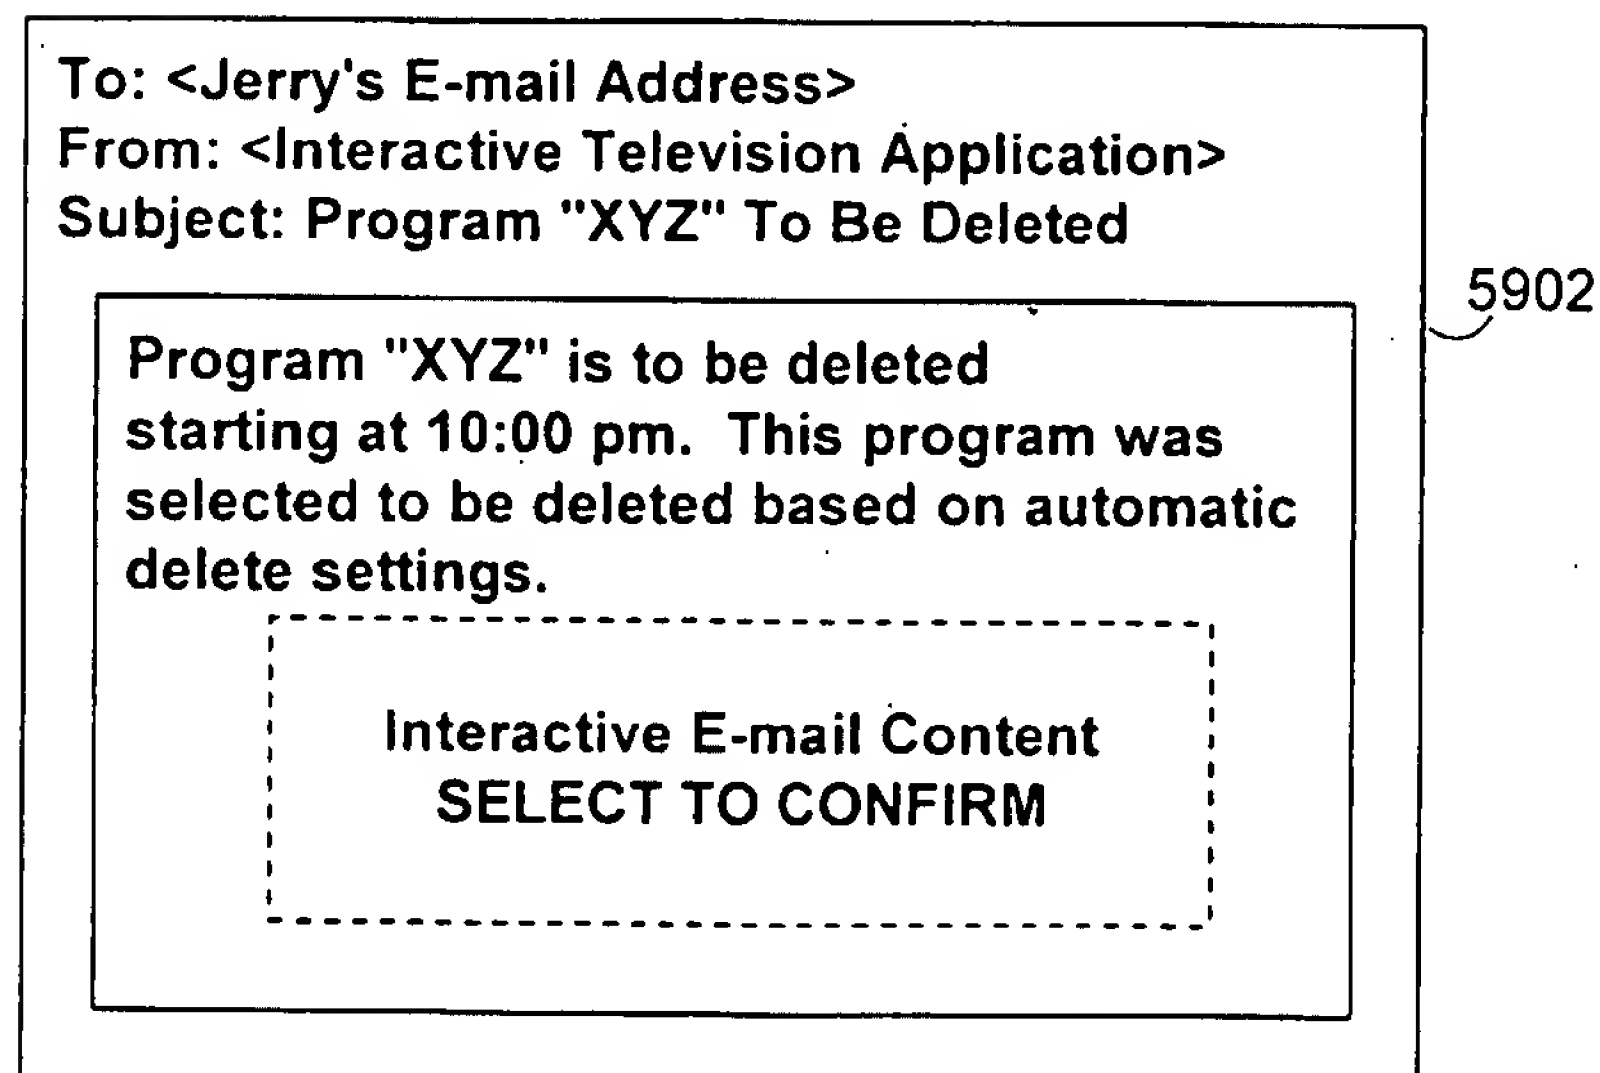 To: <Jerry's E-mail Address>
From: <Interactive Television Application>
Subject: Program "XYZ" To Be Deleted
5902
Program "XYZ" is to be deleted
starting at 10:00 pm.  This program was
selected to be deleted based on automatic
delete settings.
Interactive E-mail Content
SELECT TO CONFIRM